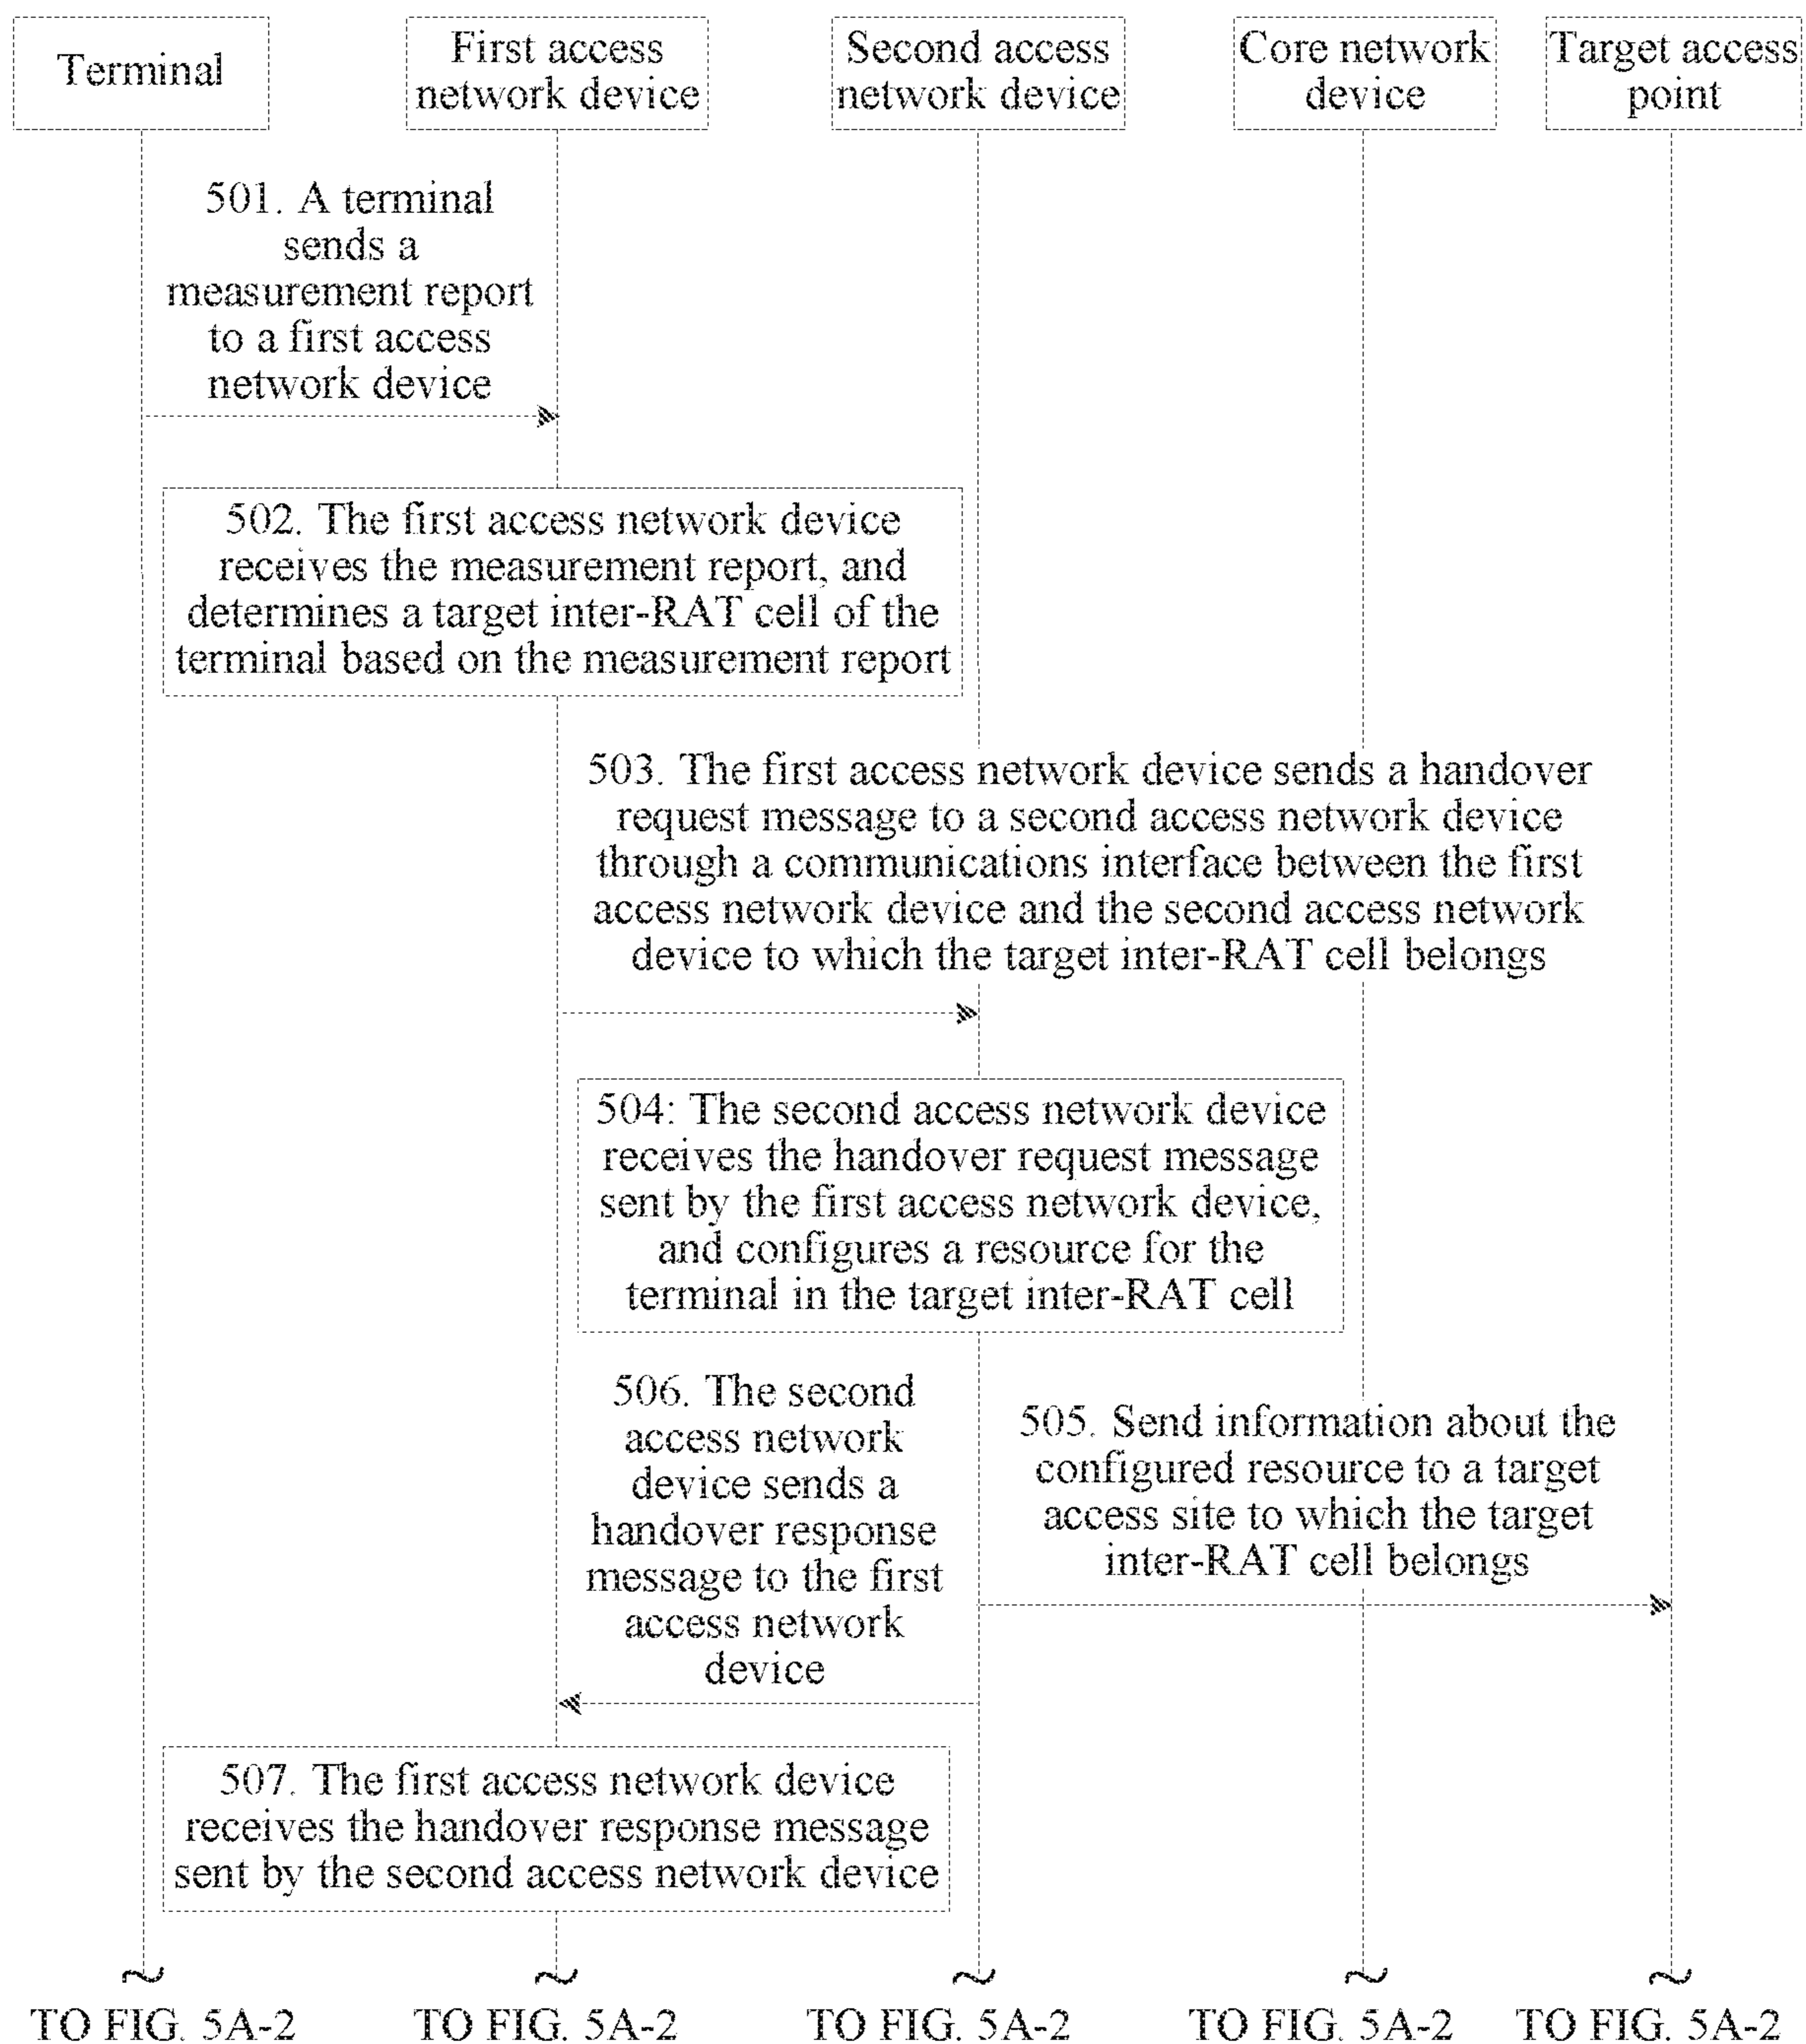 Terminal
First access
network device
Second access
network device
Core network
device
Target access
point
501. A terminal
sends a
measurement report
to a first access
network device
502. The first access network device
receives the measurement report, and
determines a target inter-RAT cell of the
terminal based on the measurement report
503. The first access network device sends a handover
request message to a second access network device
through a communications interface between the first
access network device and the second access network
device to which the target inter-RAT cell belongs
504: The second access network device
receives the handover request message
sent by the first access network device,
and configures a resource for the
terminal in the target inter-RAT cell
506. The second
access network
device sends a
handover response
message to the first
access network
device
505. Send information about the
configured resource to a target
access site to which the target
inter-RAT cell belongs
507. The first access network device
receives the handover response message
sent by the second access network device
TO FIG. 5A-2
TO FIG. 5A-2
TO FIG. 5A-2
TO FIG. 5A-2
TO FIG. 5A-2